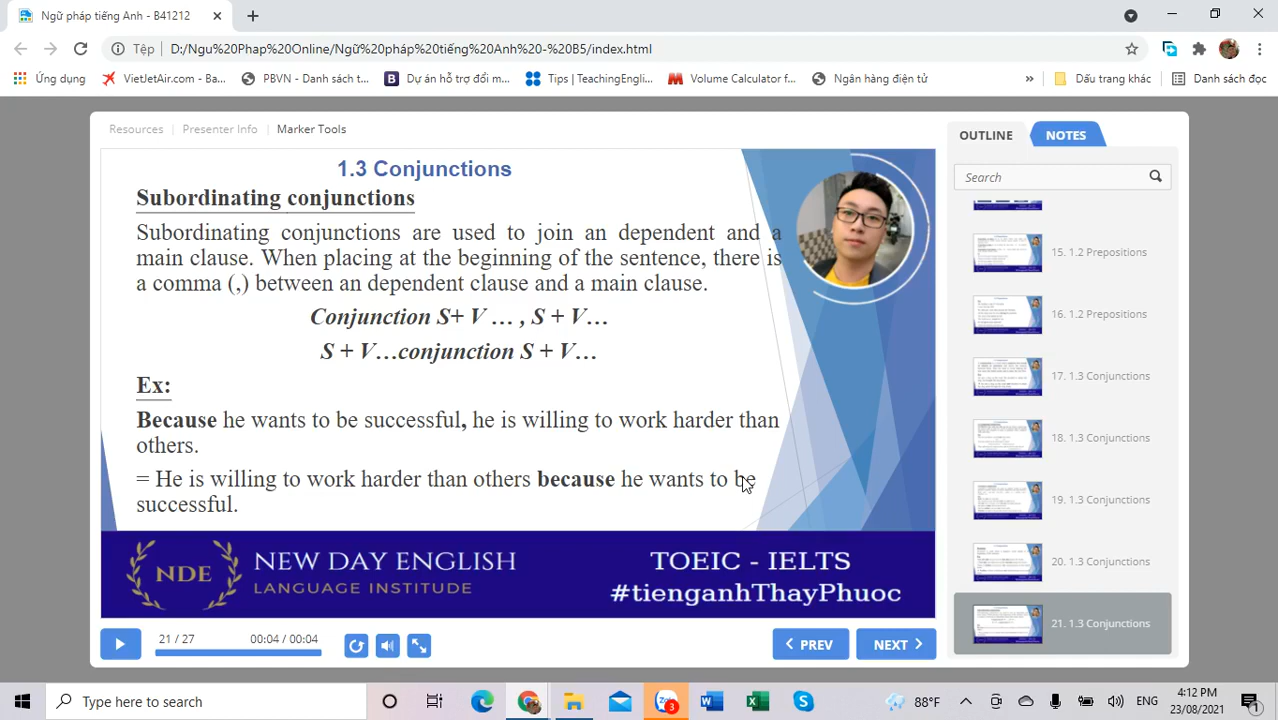 Ngữ pháp tiếng Anh - B41212
Tệp
D:/Ngu%20Phap%20Online/Ngữ%20pháp%20tiếng%20Anh%20-%20B5/index.html
Ứng dụng
VietJetAir.com - Ba...
PBVN - Danh sách t...
Dự án học tập đổi m...
Tips | TeachingEngli...
Volume Calculator f...
Ngân hàng điện tử
»
Dấu trang khác
Danh sách đọc
Resources | Presenter Info | Marker Tools
OUTLINE
NOTES
Search
1.3 Conjunctions
Subordinating conjunctions
Subordinating conjunctions are used to join an dependent and a
main clause. When placing at the beginning of the sentence, there is
a comma (,) between an dependent clause and a main clause.
Conjunction S+ V … , S + V…
S + V…conjunction S + V…
Ex:
Because he wants to be successful, he is willing to work harder than
others.
= He is willing to work harder than others because he wants to be
successful.
NDE
NEW DAY ENGLISH
LANGUAGE INSTITUTE
TOEIC - IELTS
#tienganhThayPhuoc
15. 1.2 Prepositions
16. 1.2 Prepositions
17. 1.3 Conjunctions
18. 1.3 Conjunctions
19. 1.3 Conjunctions
20. 1.3 Conjunctions
21. 1.3 Conjunctions
21 / 27
00:04 / 00:04
PREV
NEXT
Type here to search
3
88°F
ENG
4:12 PM
23/08/2021
1